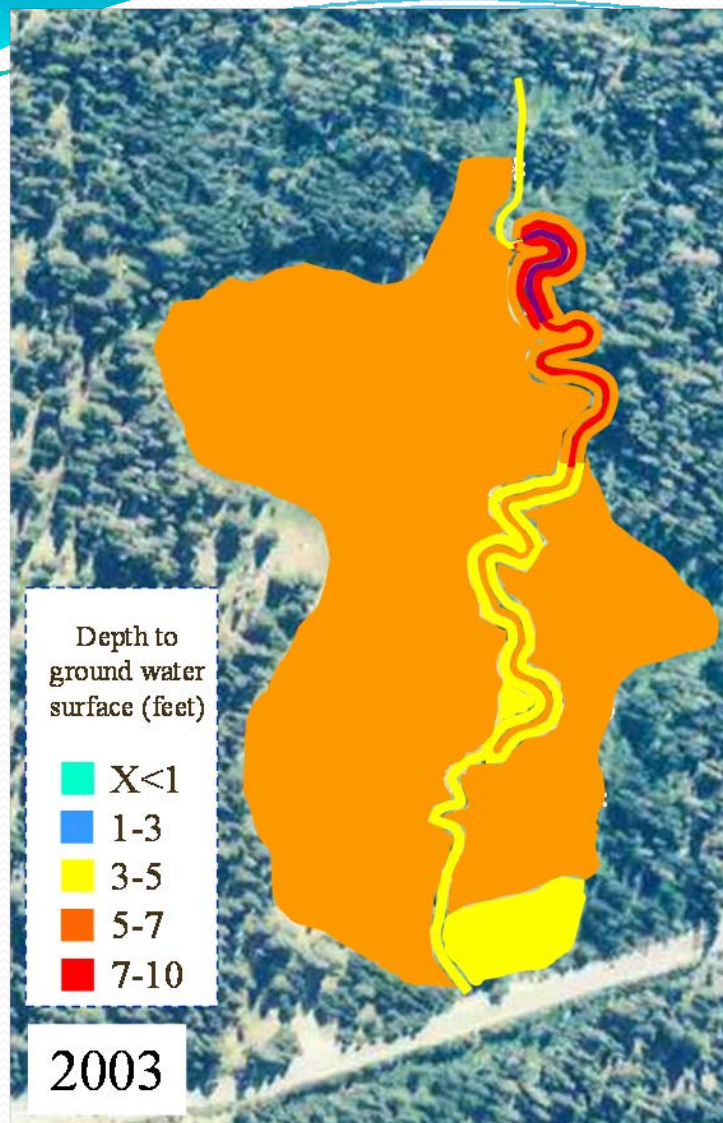 Depth to
ground water
surface (feet)
X<1
1-3
3-5
5-7
7-10
2003